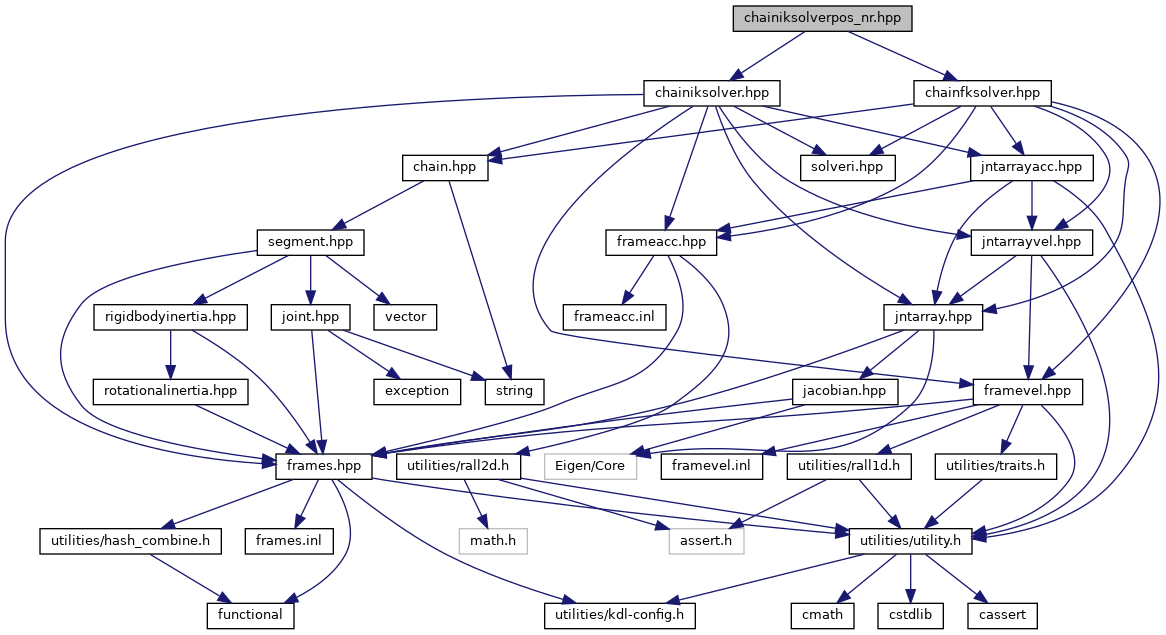 chainiksolverpos_nr.hpp
chainiksolver.hpp
chainfksolver.hpp
chain.hpp
solveri.hpp
jntarrayacc.hpp
segment.hpp
frameacc.hpp
jntarrayvel.hpp
rigidbodyinertia.hpp
joint.hpp
vector
frameacc.inl
jntarray.hpp
rotationalinertia.hpp
exception
string
jacobian.hpp
framevel.hpp
frames.hpp
utilities/rall2d.h
Eigen/Core
framevel.inl
utilities/rall1d.h
utilities/traits.h
utilities/hash_combine.h
frames.inl
math.h
assert.h
utilities/utility.h
functional
utilities/kdl-config.h
cmath
cstdlib
cassert